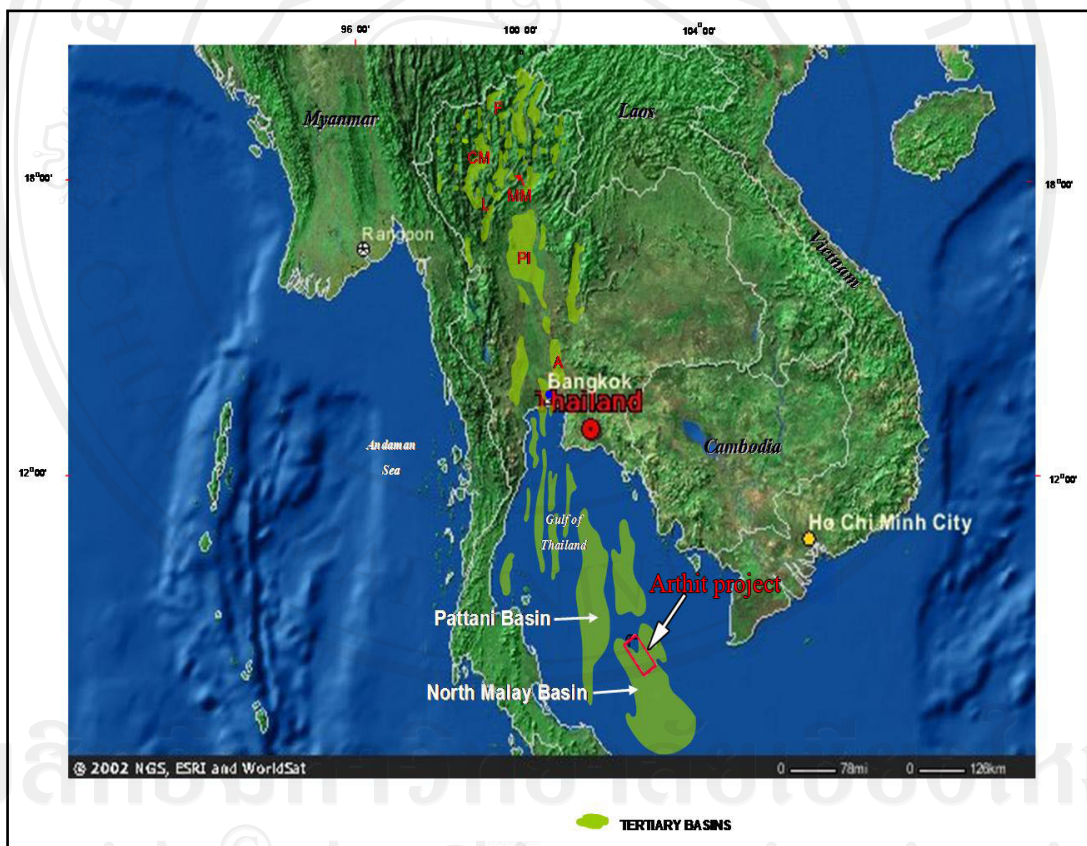 96 00'
100 00'
104°00'
Myanmar
Laos
F
CM
18°00'
18°00'
MM
L
Rangoon
PI
Vietnam
A
Bangkok
Thailand
Andaman
Sea
Cambodia
12°00'
12°00'
Gulf of
Thailand
Ho Chi Minh City
Arthit project
Pattani Basin
North Malay Basin
© 2002 NGS, ESRI and WorldSat
0
78mi
0
126km
TERTIARY BASINS